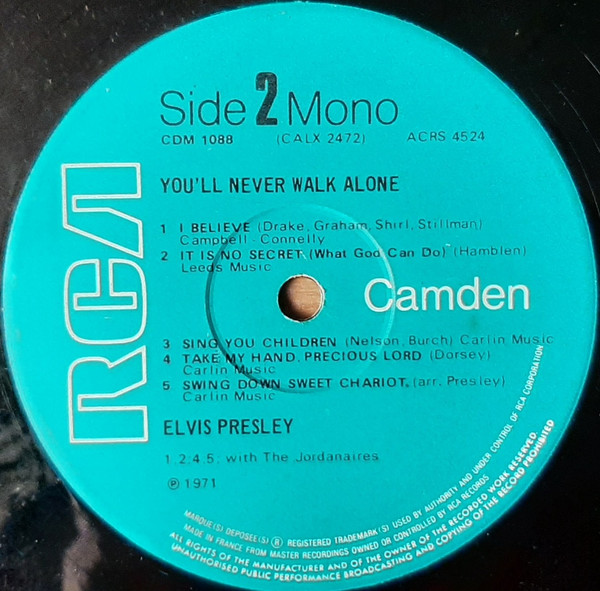 RCA
Side 2 Mono
CDM 1088 (CALX 2472) ACRS 4524
YOU'LL NEVER WALK ALONE
1 I BELIEVE (Drake, Graham, Shirl, Stillman)
Campbell - Connelly
2 IT IS NO SECRET (What God Can Do) (Hamblen)
Leeds Music
Camden
3 SING YOU CHILDREN (Nelson, Burch) Carlin Music
4 TAKE MY HAND, PRECIOUS LORD (Dorsey)
Carlin Music
5 SWING DOWN SWEET CHARIOT, (arr. Presley)
Carlin Music
ELVIS PRESLEY
1. 2.4.5. with The Jordanaires
℗ 1971
MARQUE(S) DEPOSEE(S) ® REGISTERED TRADEMARK(S) USED BY AUTHORITY AND UNDER CONTROL OF RCA CORPORATION
MADE IN FRANCE FROM MASTER RECORDINGS OWNED OR CONTROLLED BY RCA RECORDS
ALL RIGHTS OF THE MANUFACTURER AND OF THE OWNER OF THE RECORDED WORK RESERVED.
UNAUTHORISED PUBLIC PERFORMANCE BROADCASTING AND COPYING OF THE RECORD PROHIBITED